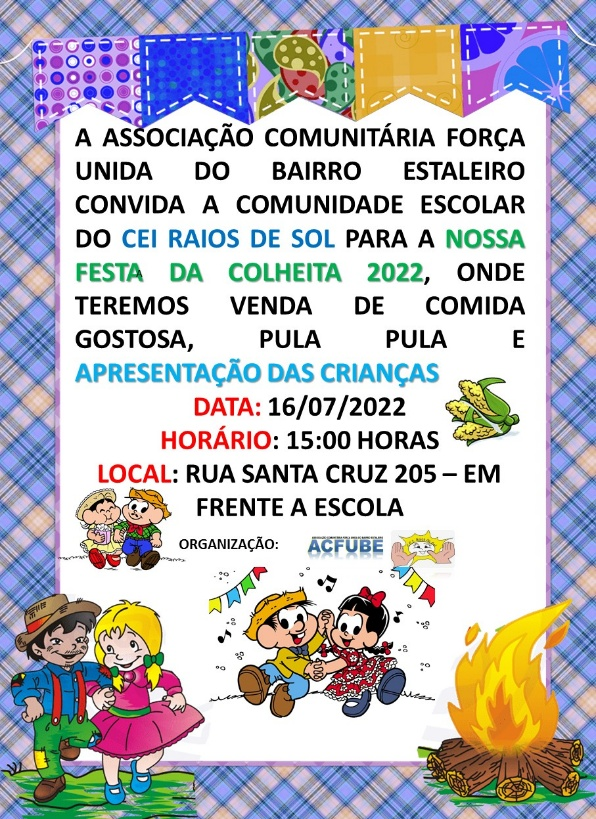 A ASSOCIAÇÃO COMUNITÁRIA FORÇA
UNIDA DO BAIRRO ESTALEIRO
CONVIDA A COMUNIDADE ESCOLAR
DO CEI RAIOS DE SOL PARA A NOSSA
FESTA DA COLHEITA 2022, ONDE
TEREMOS VENDA DE COMIDA
GOSTOSA, PULA PULA E
APRESENTAÇÃO DAS CRIANÇAS
DATA: 16/07/2022
HORÁRIO: 15:00 HORAS
LOCAL: RUA SANTA CRUZ 205 – EM
FRENTE A ESCOLA
ORGANIZAÇÃO:
ACFUBE